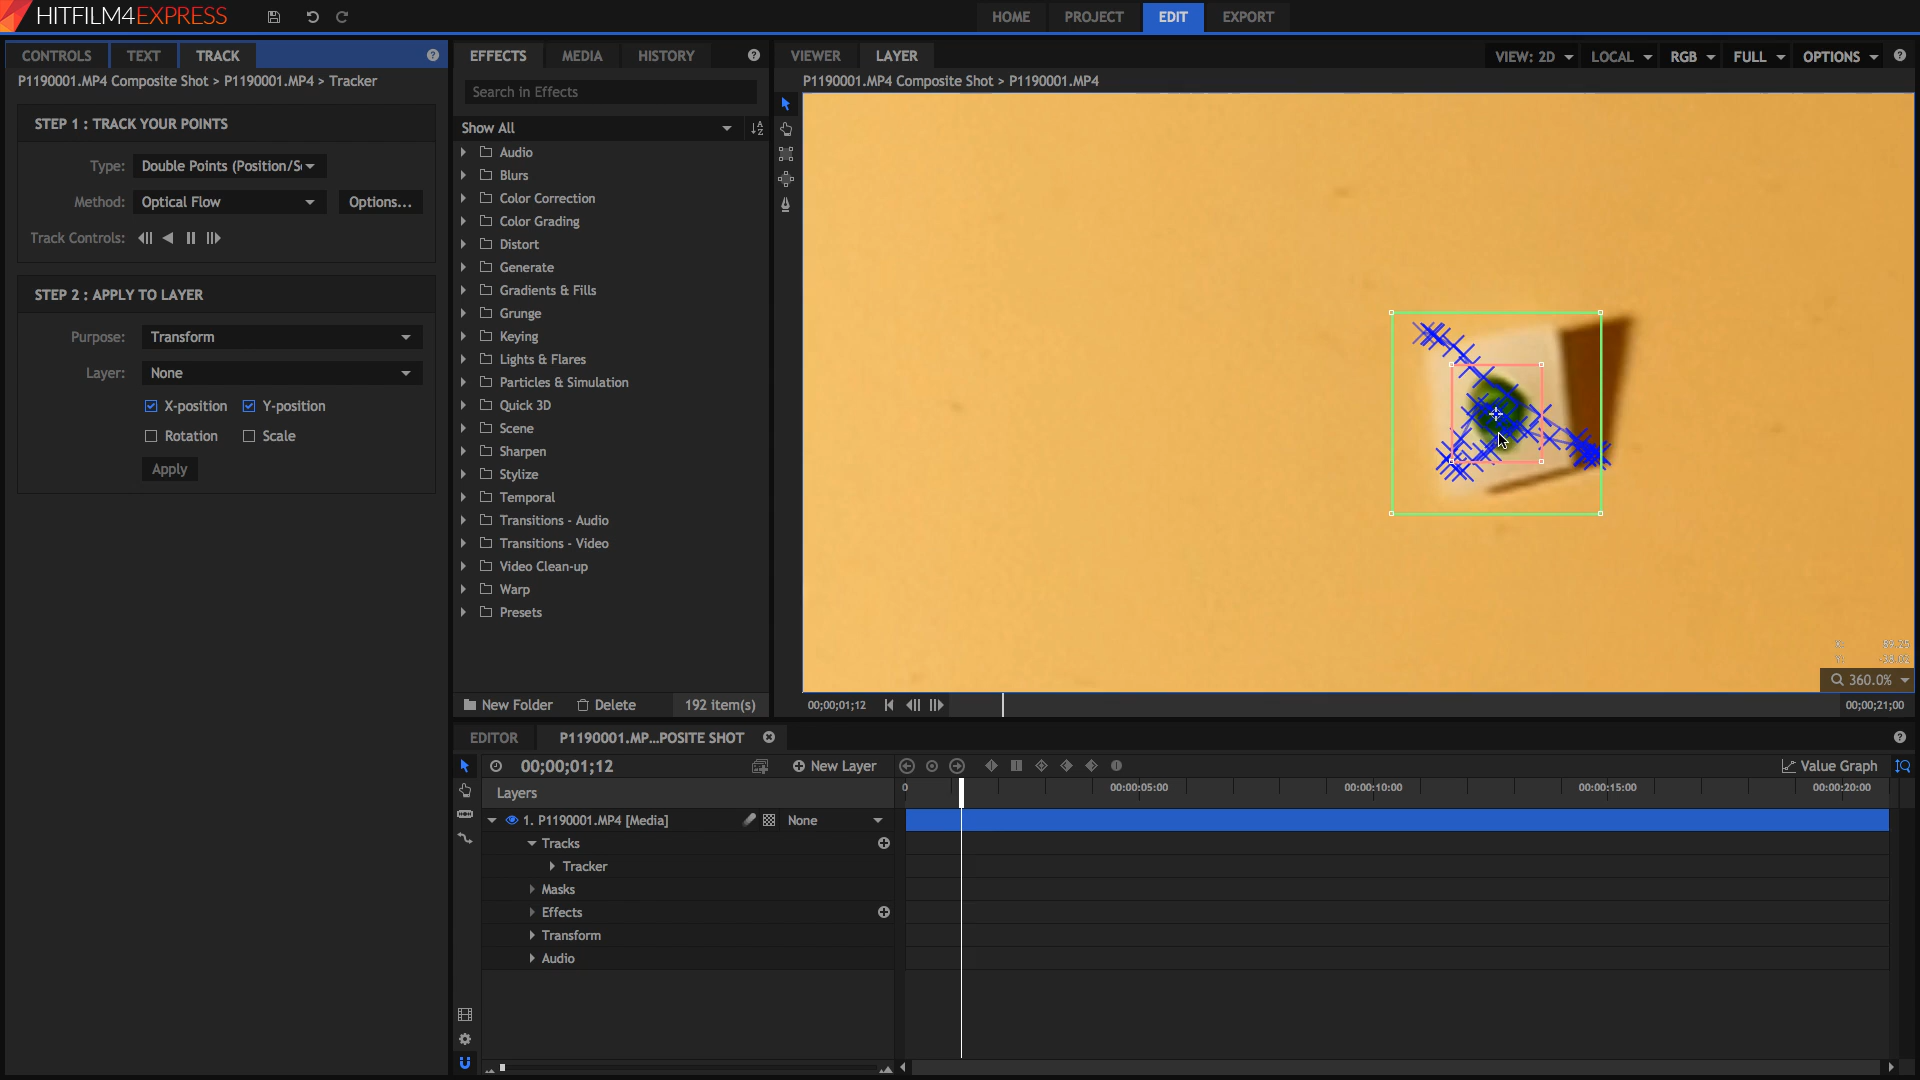 HITFILM4EXPRESS
HOME PROJECT EDIT EXPORT
CONTROLS TEXT TRACK
P1190001.MP4 Composite Shot > P1190001.MP4 > Tracker
STEP 1 : TRACK YOUR POINTS
Type: Double Points (Position/S
Method: Optical Flow Options...
Track Controls:
STEP 2 : APPLY TO LAYER
Purpose: Transform
Layer: None
X-position Y-position
Rotation Scale
Apply
EFFECTS MEDIA HISTORY
Search in Effects
Show All
Audio
Blurs
Color Correction
Color Grading
Distort
Generate
Gradients & Fills
Grunge
Keying
Lights & Flares
Particles & Simulation
Quick 3D
Scene
Sharpen
Stylize
Temporal
Transitions - Audio
Transitions - Video
Video Clean-up
Warp
Presets
New Folder Delete 192 item(s)
VIEWER LAYER
VIEW: 2D LOCAL RGB FULL OPTIONS
P1190001.MP4 Composite Shot > P1190001.MP4
X:
Y:
360.0%
00;00;01;12 00;00;21;00
EDITOR P1190001.MP...POSITE SHOT
00;00;01;12 New Layer Value Graph
Layers 0 00:00:05:00 00:00:10:00 00:00:15:00 00:00:20:00
1. P1190001.MP4 [Media] None
Tracks
Tracker
Masks
Effects
Transform
Audio